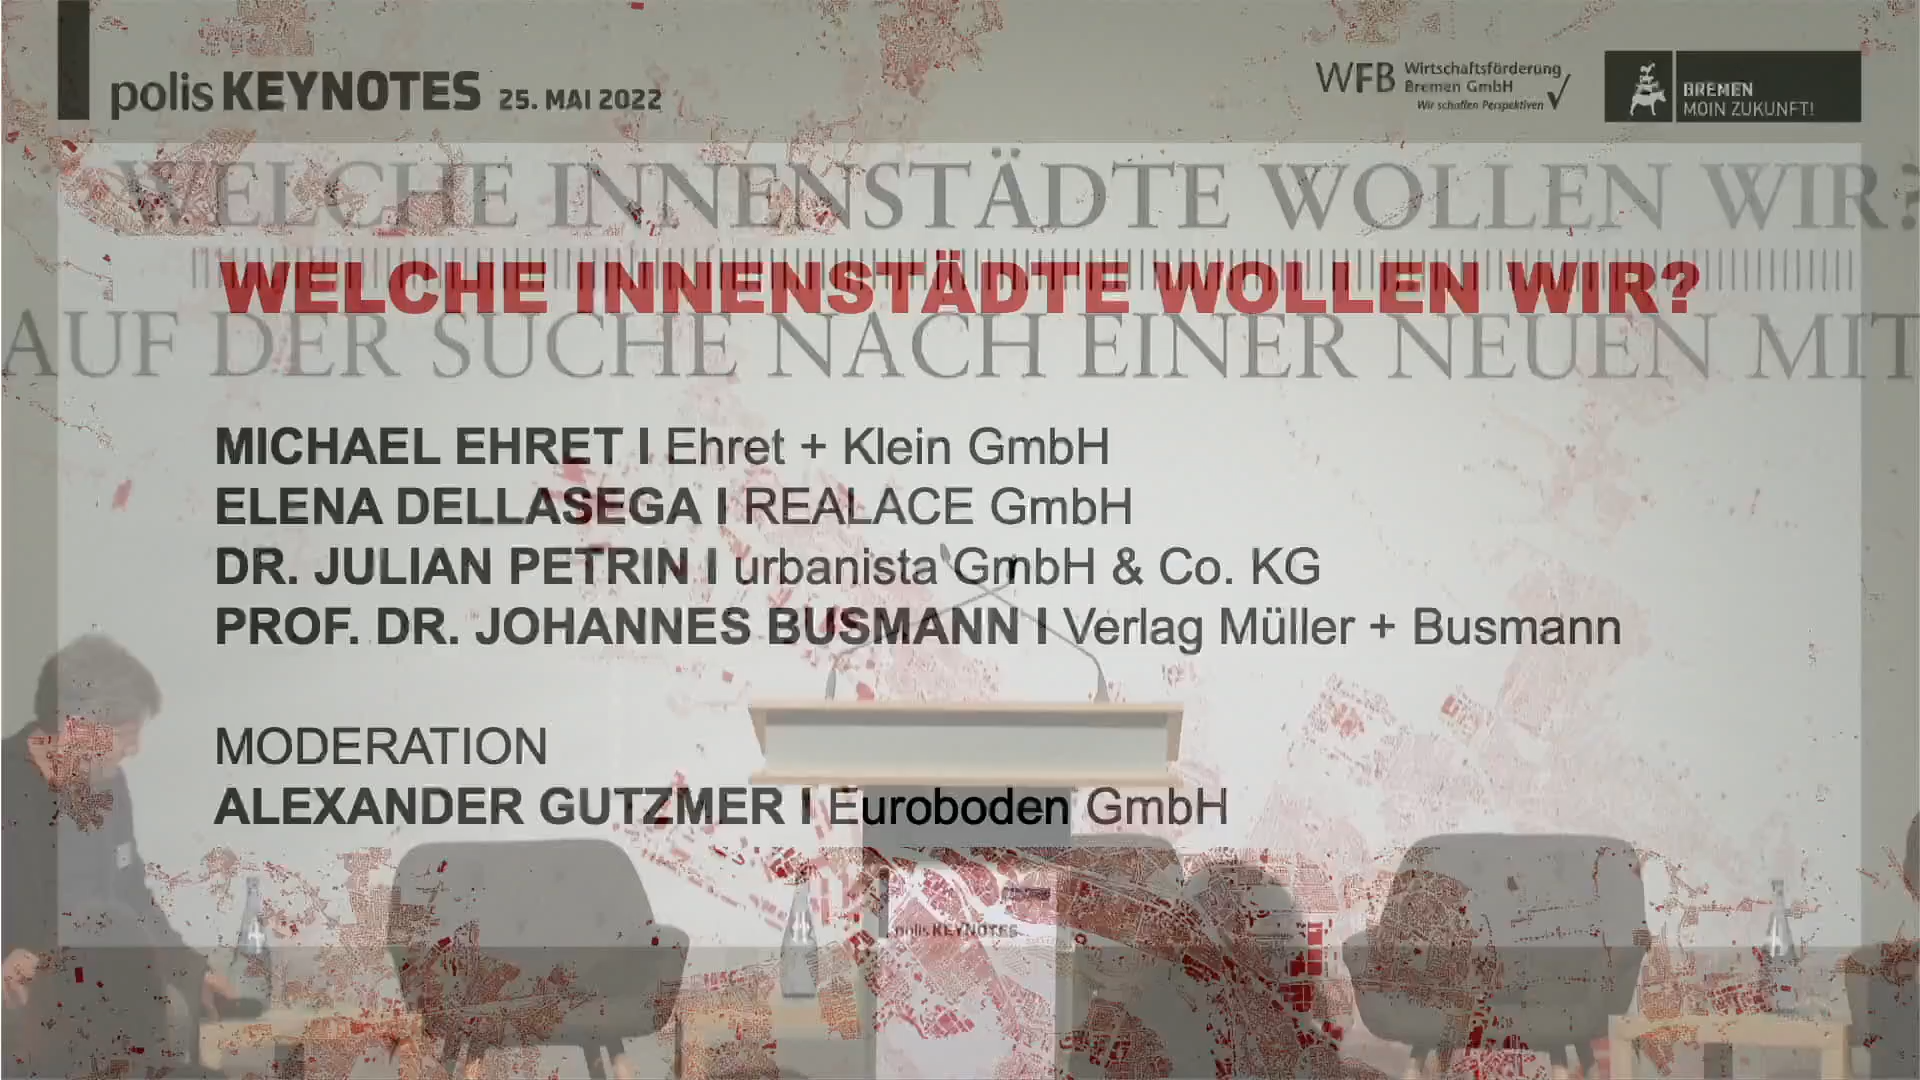 polis KEYNOTES 25. MAI 2022
WFB Wirtschaftsförderung
Bremen GmbH
Wir schaffen Perspektiven
BREMEN
MOIN ZUKUNFT!
WELCHE INNENSTÄDTE WOLLEN WIR?
WELCHE INNENSTÄDTE WOLLEN WIR?
AUF DER SUCHE NACH EINER NEUEN MIT
MICHAEL EHRET I Ehret + Klein GmbH
ELENA DELLASEGA I REALACE GmbH
DR. JULIAN PETRIN I urbanista GmbH & Co. KG
PROF. DR. JOHANNES BUSMANN I Verlag Müller + Busmann
MODERATION
ALEXANDER GUTZMER I Euroboden GmbH
polis KEYNOTES